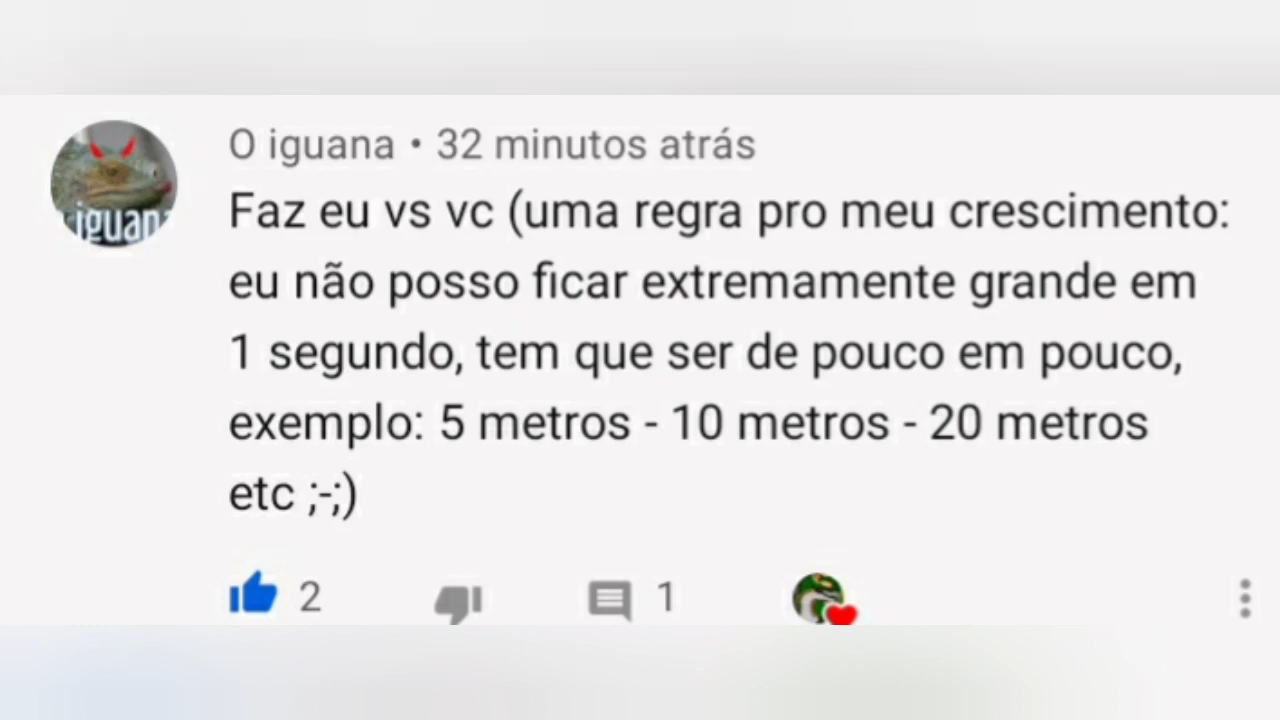 O iguana • 32 minutos atrás
Faz eu vs vc (uma regra pro meu crescimento:
eu não posso ficar extremamente grande em
1 segundo, tem que ser de pouco em pouco,
exemplo: 5 metros - 10 metros - 20 metros
etc ;-;)
iguana
2
1